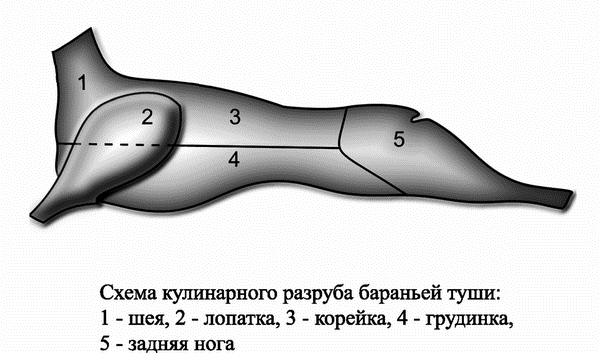 1
2
3
4
5
Схема кулинарного разруба бараньей туши:
1 - шея, 2 - лопатка, 3 - корейка, 4 - грудинка,
5 - задняя нога